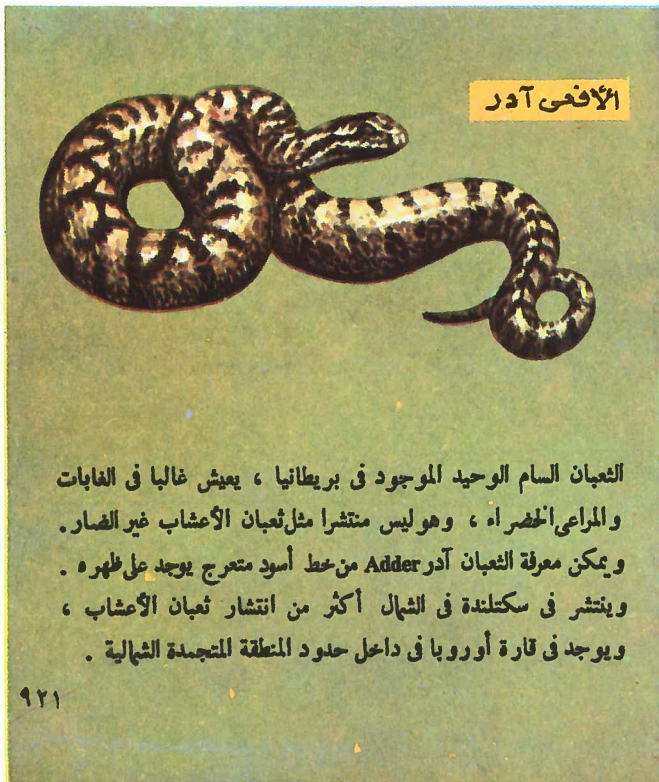 الأفعى آدر
الثعبان السام الوحيد الموجود فى بريطانيا ، يعيش غالبا فى الغابات
والمراعى الخضراء ، وهو ليس منتشرا مثل ثعبان الأعشاب غير الضار .
ويمكن معرفة الثعبان آدر Adder من خط أسود متعرج يوجد على ظهره .
وينتشر فى سكتلندة فى الشمال أكثر من انتشار ثعبان الأعشاب ،
ويوجد فى قارة أوروبا فى داخل حدود المنطقة المتجمدة الشمالية .
٩٢١